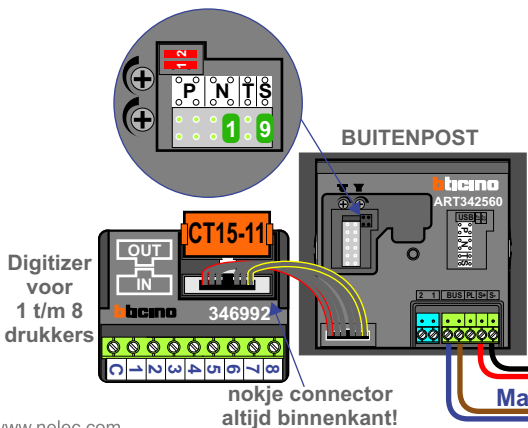 2
1
P N T S
1 9
BUITENPOST
bticino
ART342560
USB
P
N
T
S
CT15-11
OUT
IN
bticino
346992
Digitizer
voor
1 t/m 8
drukkers
C 1 2 3 4 5 6 7 8
2 1 BUS PL S+ S-
Ma
nokje connector
altijd binnenkant!
www.nelec.com